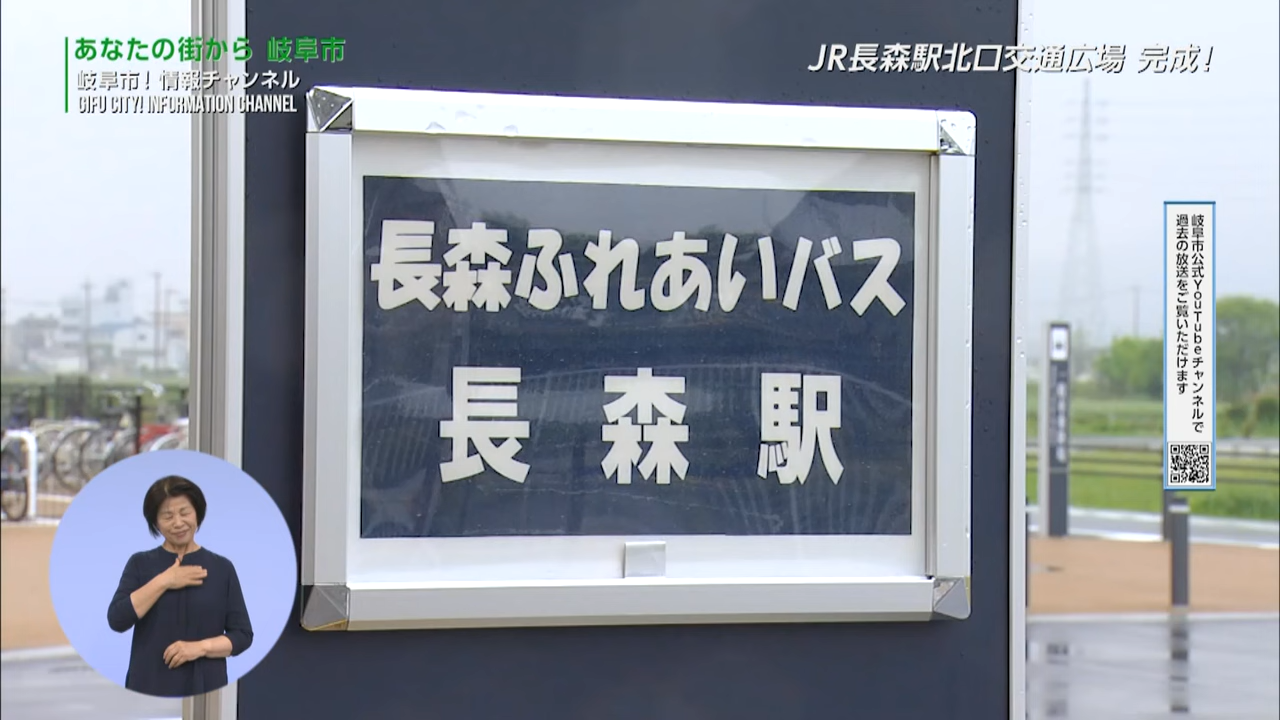 あなたの街から 岐阜市
岐阜市！情報チャンネル
GIFU CITY! INFORMATION CHANNEL
JR長森駅北口交通広場 完成！
長森ふれあいバス
長森駅
岐阜市公式YouTubeチャンネルで
過去の放送をご覧いただけます